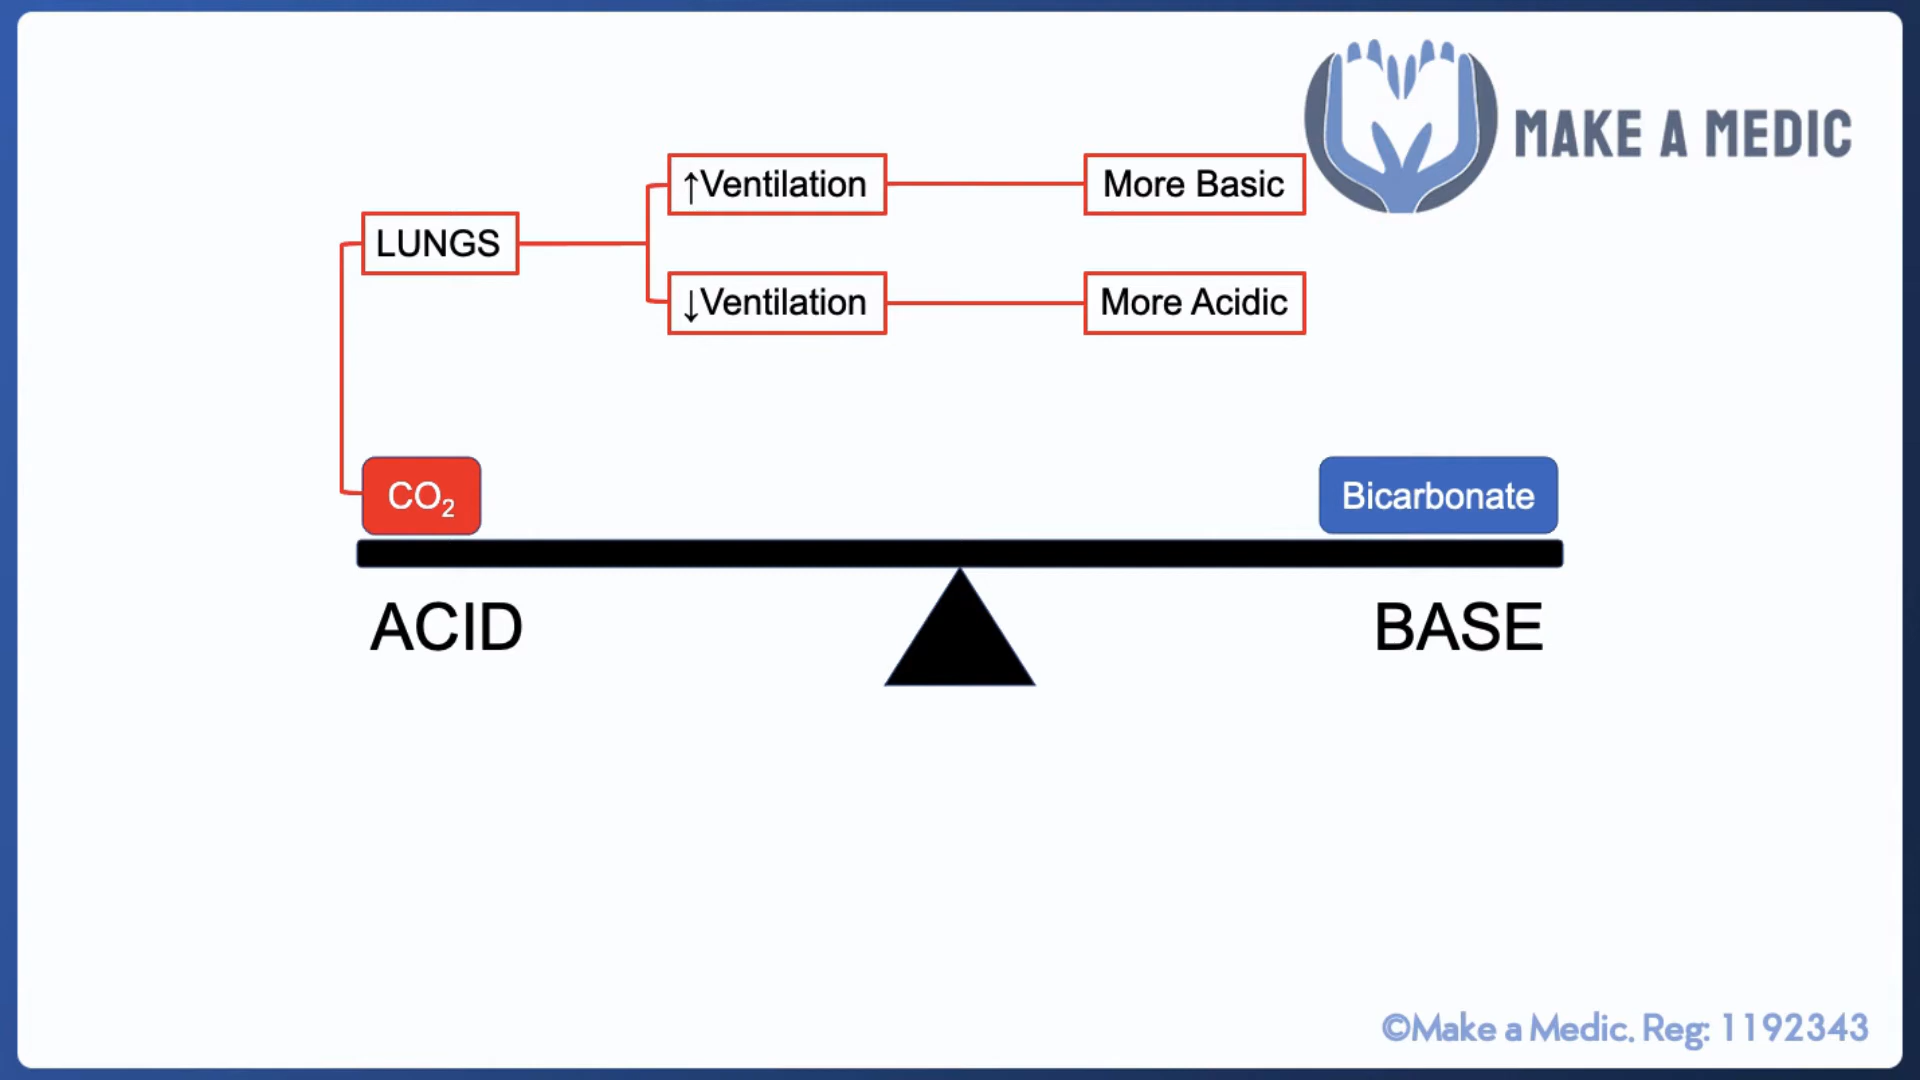 MAKE A MEDIC
↑Ventilation
More Basic
LUNGS
↓Ventilation
More Acidic
CO₂
Bicarbonate
ACID
BASE
©Make a Medic. Reg: 1192343